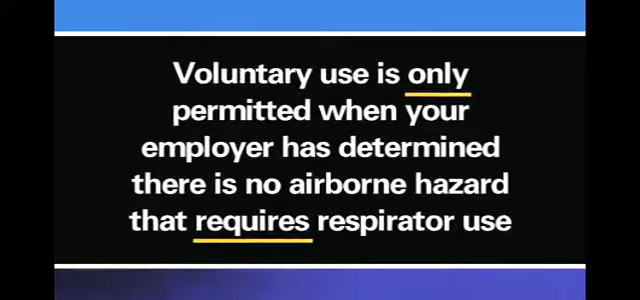 Voluntary use is only
permitted when your
employer has determined
there is no airborne hazard
that requires respirator use